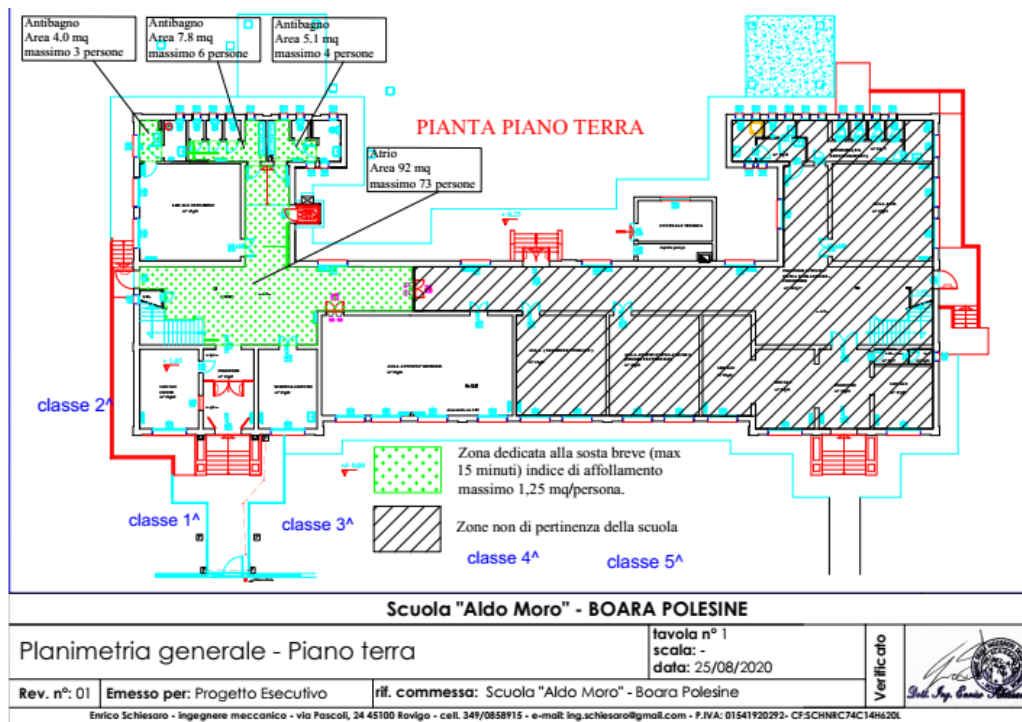 Antibagno
Area 4.0 mq
massimo 3 persone
Antibagno
Area 7.8 mq
massimo 6 persone
Antibagno
Area 5.1 mq
massimo 4 persone
PIANTA PIANO TERRA
Atrio
Area 92 mq
massimo 73 persone
+ 0.25
CENTRALE TERMICA
classe 2^
+/- 0.00
Zona dedicata alla sosta breve (max
15 minuti) indice di affollamento
massimo 1,25 mq/persona.
classe 1^
classe 3^
Zone non di pertinenza della scuola
classe 4^
classe 5^
Scuola "Aldo Moro" - BOARA POLESINE
Planimetria generale - Piano terra
tavola n° 1
scala: -
data: 25/08/2020
Verificato
Rev. n°: 01
Emesso per: Progetto Esecutivo
rif. commessa: Scuola "Aldo Moro" - Boara Polesine
Enrico Schiesaro - ingegnere meccanico - via Pascoli, 24 45100 Rovigo - cell. 349/0858915 - e-mail: ing.schiesaro@gmail.com - P.IVA: 01541920292- CF:SCHNRC74C14H620L